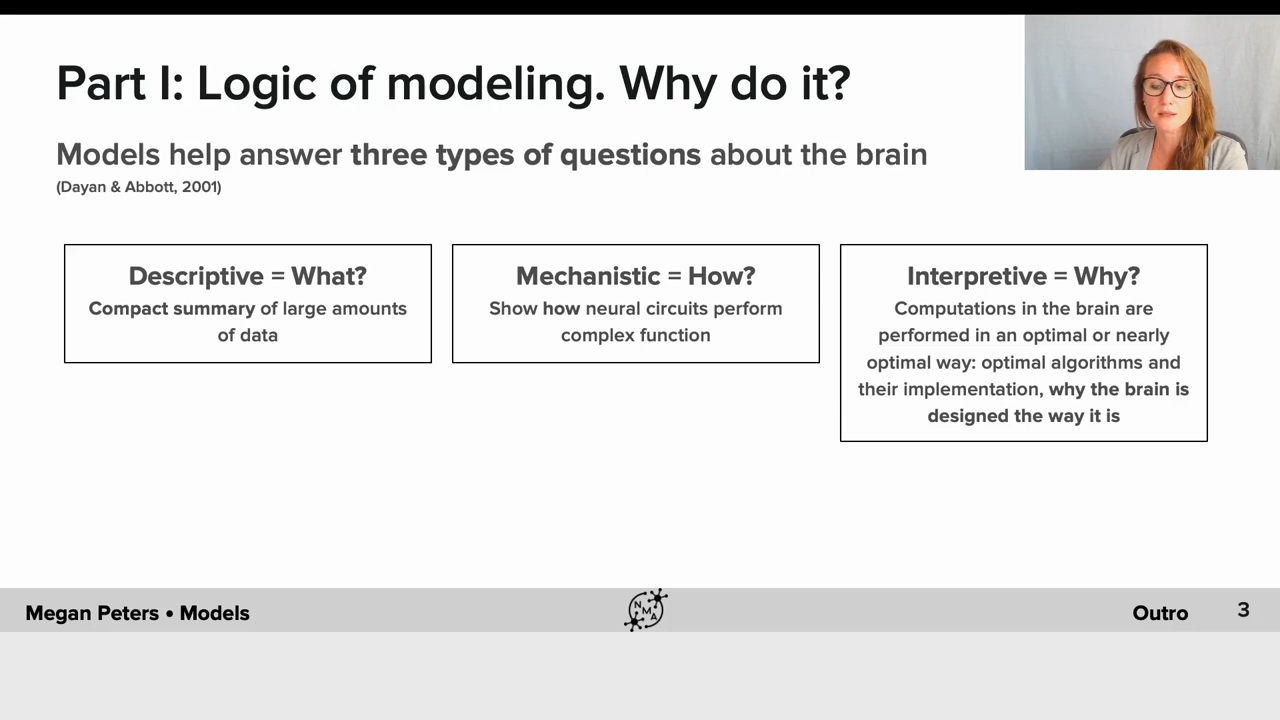 Part I: Logic of modeling. Why do it?
Models help answer three types of questions about the brain
(Dayan & Abbott, 2001)
Descriptive = What?
Compact summary of large amounts
of data
Mechanistic = How?
Show how neural circuits perform
complex function
Interpretive = Why?
Computations in the brain are
performed in an optimal or nearly
optimal way: optimal algorithms and
their implementation, why the brain is
designed the way it is
Megan Peters • Models
NMA
Outro
3